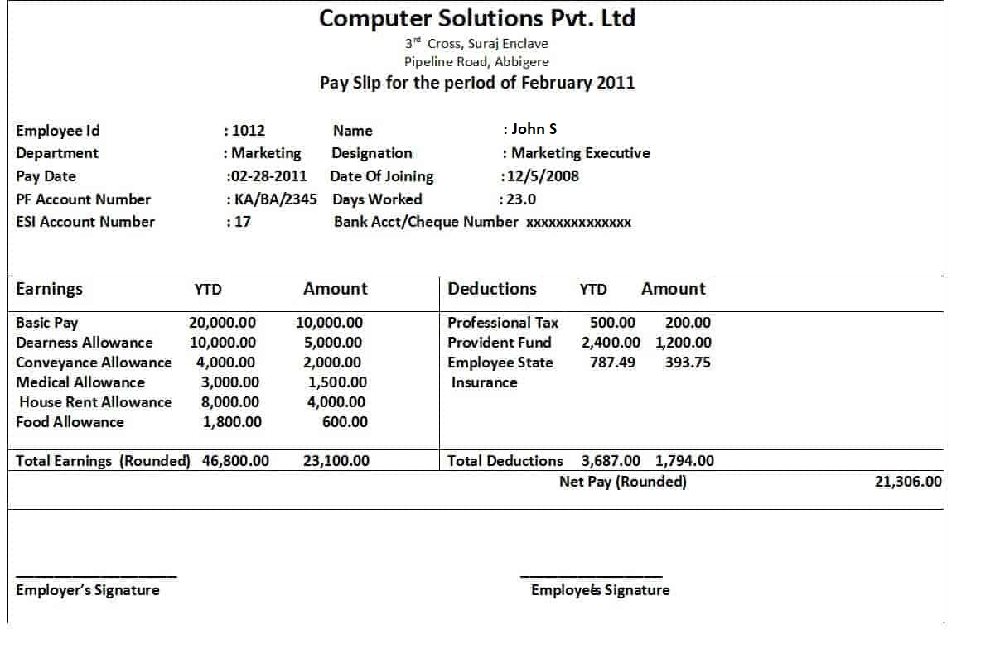 Computer Solutions Pvt. Ltd
3rd Cross, Suraj Enclave
Pipeline Road, Abbigere
Pay Slip for the period of February 2011
Employee Id : 1012 Name : John S
Department : Marketing Designation : Marketing Executive
Pay Date :02-28-2011 Date Of Joining :12/5/2008
PF Account Number : KA/BA/2345 Days Worked :23.0
ESI Account Number :17 Bank Acct/Cheque Number xxxxxxxxxxxxxx
Earnings YTD Amount Deductions YTD Amount
Basic Pay 20,000.00 10,000.00 Professional Tax 500.00 200.00
Dearness Allowance 10,000.00 5,000.00 Provident Fund 2,400.00 1,200.00
Conveyance Allowance 4,000.00 2,000.00 Employee State 787.49 393.75
Medical Allowance 3,000.00 1,500.00 Insurance
House Rent Allowance 8,000.00 4,000.00
Food Allowance 1,800.00 600.00
Total Earnings (Rounded) 46,800.00 23,100.00 Total Deductions 3,687.00 1,794.00
Net Pay (Rounded) 21,306.00
Employer's Signature Employe's Signature